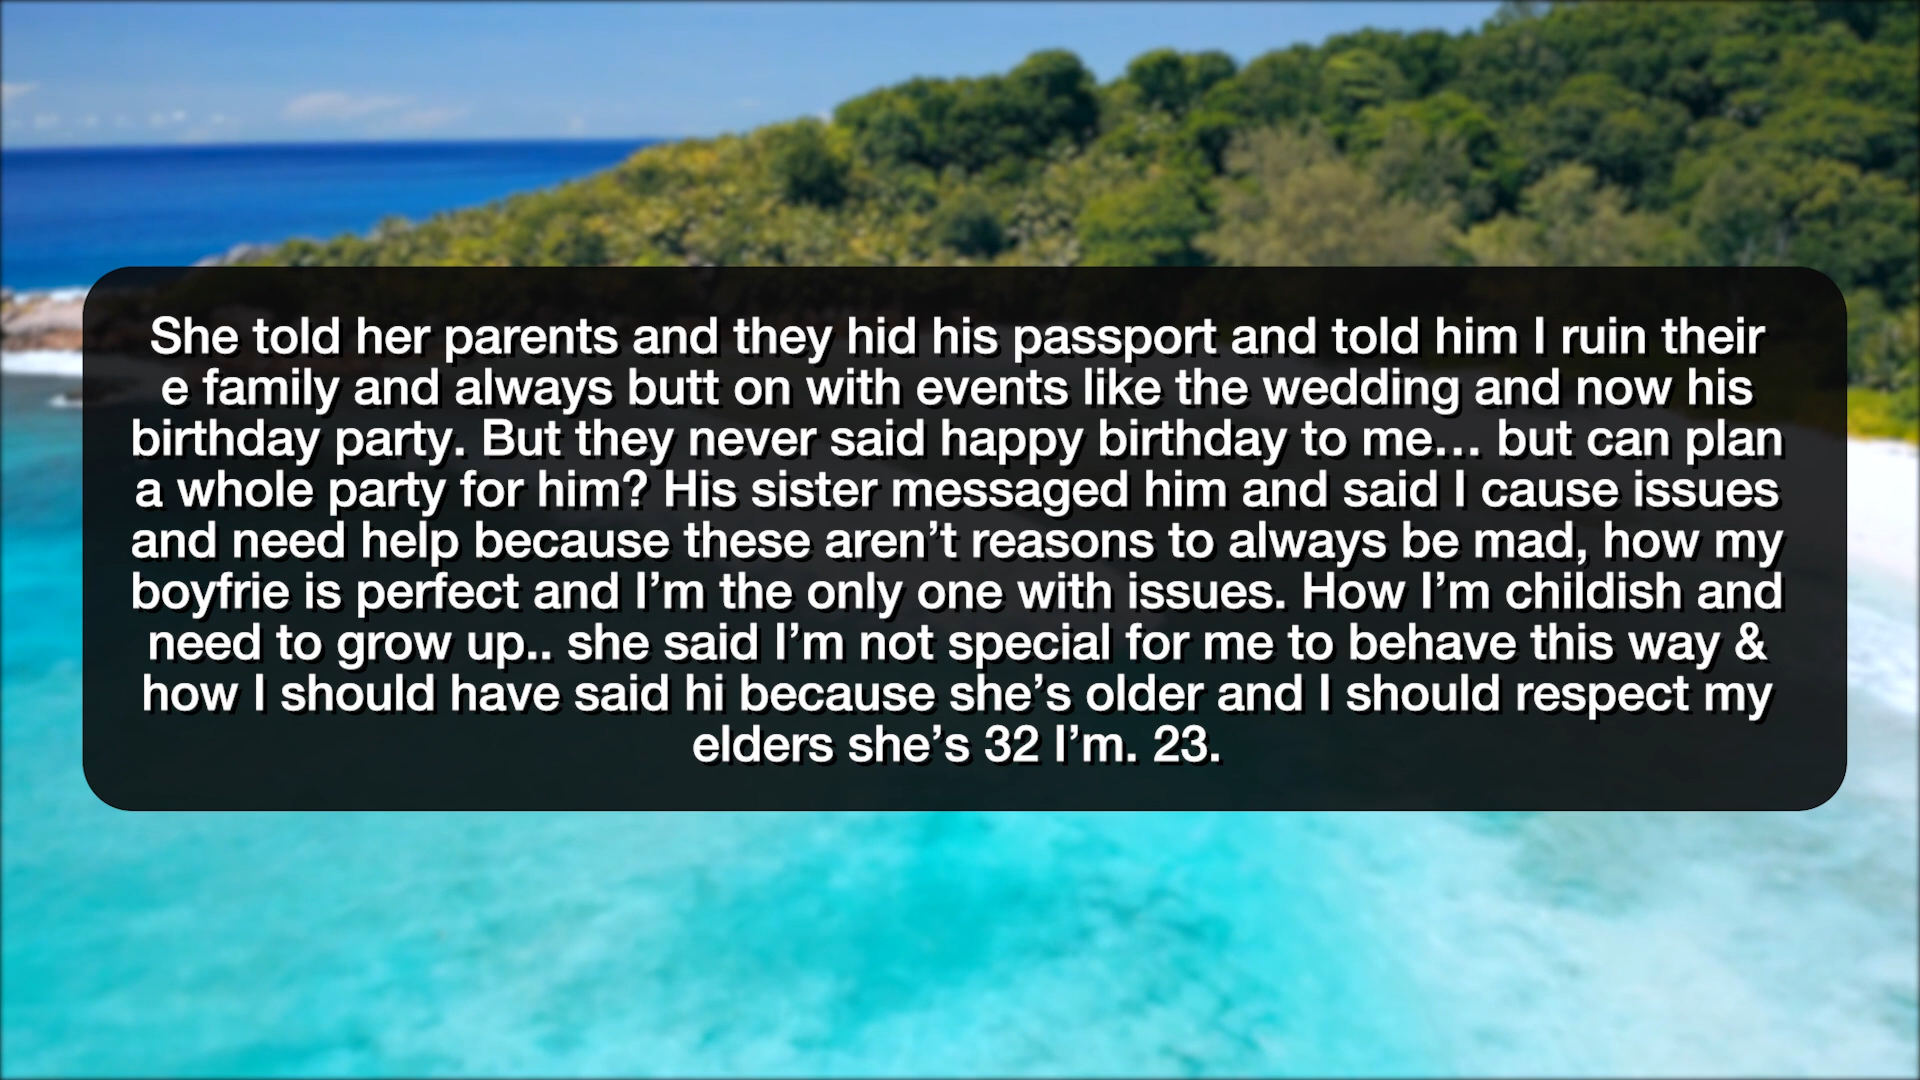 She told her parents and they hid his passport and told him I ruin their
e family and always butt on with events like the wedding and now his
birthday party. But they never said happy birthday to me… but can plan
a whole party for him? His sister messaged him and said I cause issues
and need help because these aren’t reasons to always be mad, how my
boyfrie is perfect and I’m the only one with issues. How I’m childish and
need to grow up.. she said I’m not special for me to behave this way &
how I should have said hi because she’s older and I should respect my
elders she’s 32 I’m. 23.